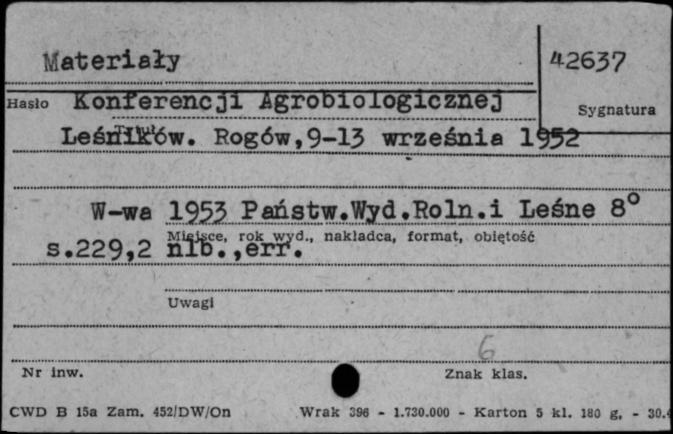 Materiały
42637
Hasło Konferencji Agrobiologicznej
Sygnatura
Leśników. Rogów,9-13 września 1952
W-wa 1953 Państw.Wyd.Roln.i Leśne 8°
Miejsce, rok wyd., nakładca, format, objętość
s.229,2 nlb.,err.
Uwagi
6
Nr inw.
Znak klas.
CWD B 15a Zam. 452/DW/On Wrak 396 - 1.730.000 - Karton 5 kl. 180 g, - 30.4